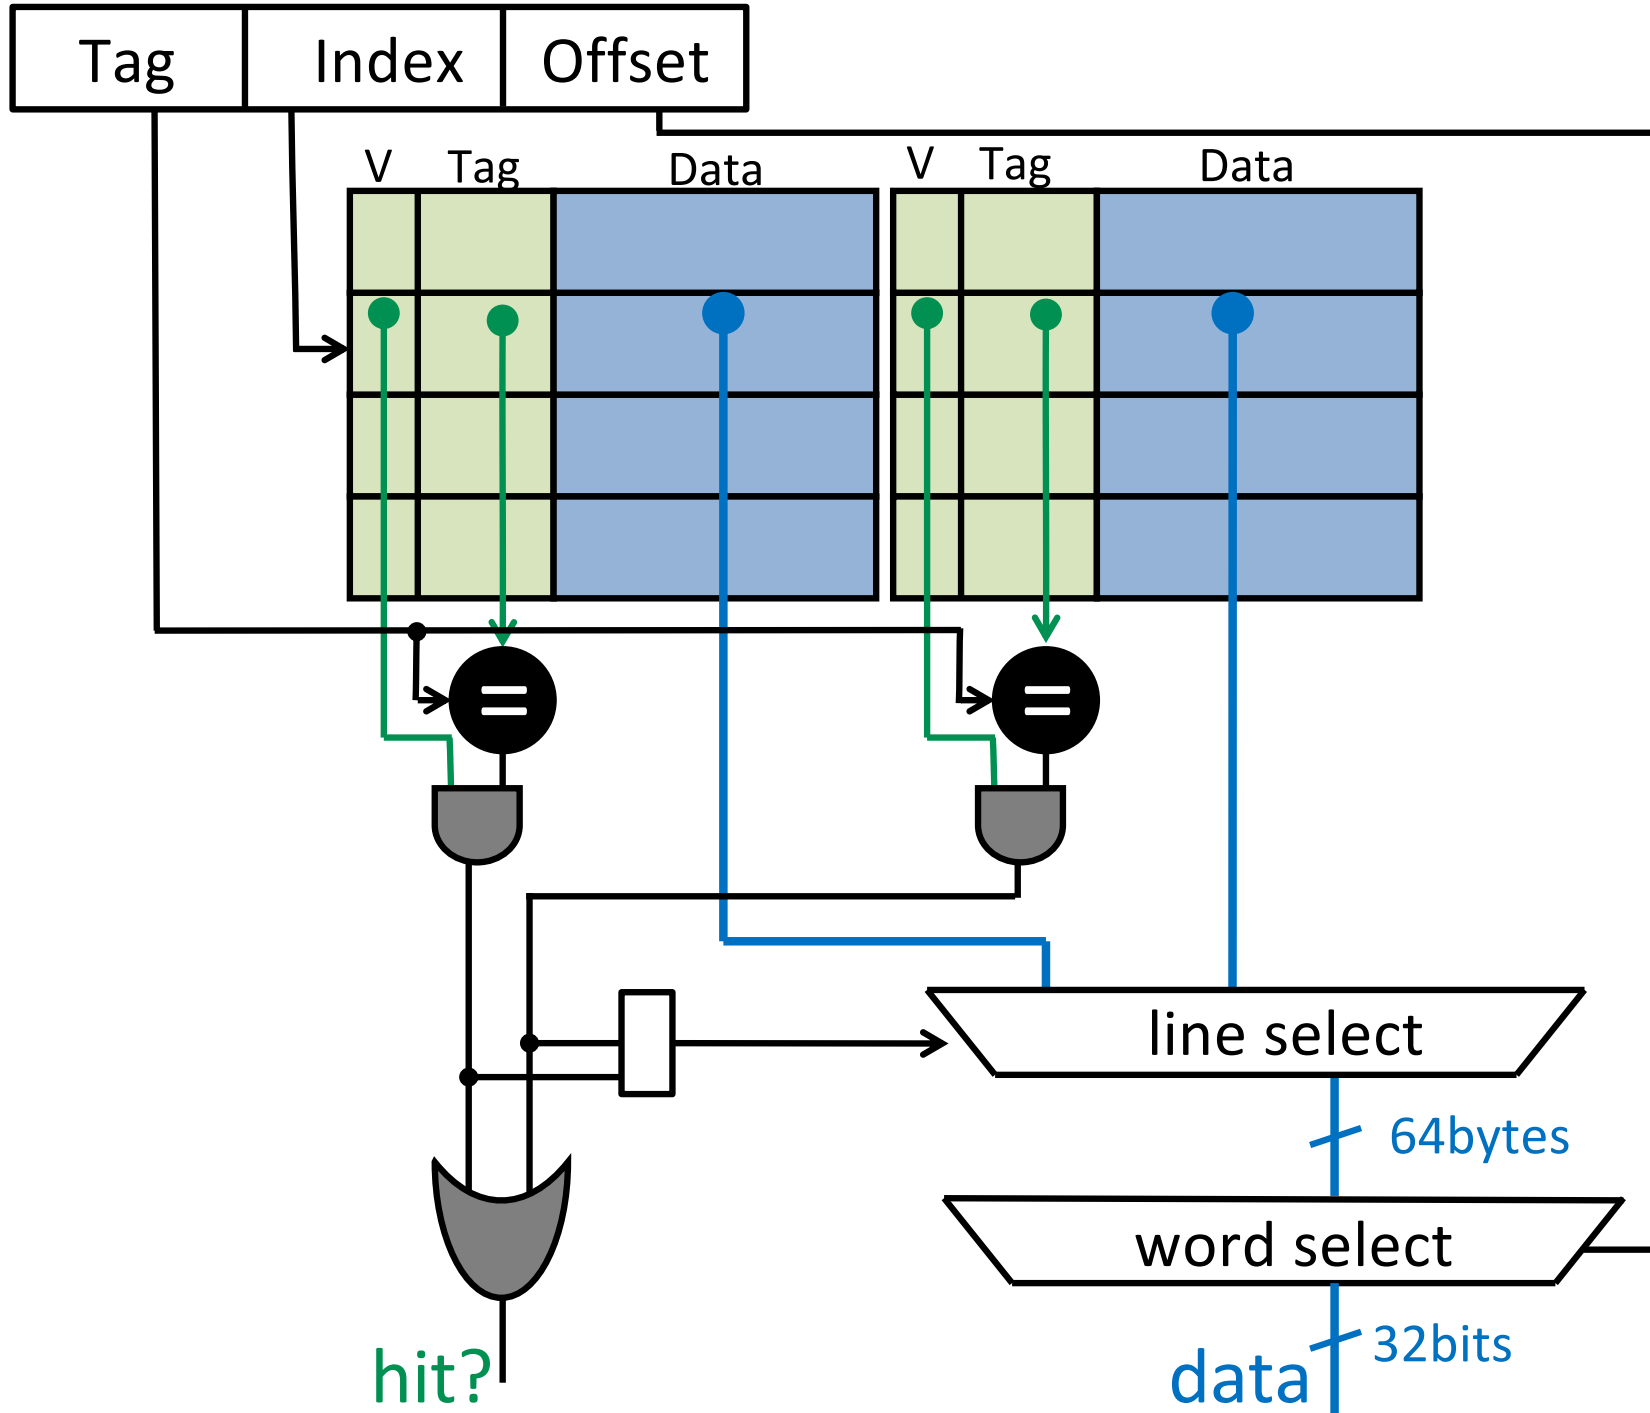 Tag Index Offset
V Tag Data V Tag Data
= =
line select
64bytes
word select
32bits
hit? data